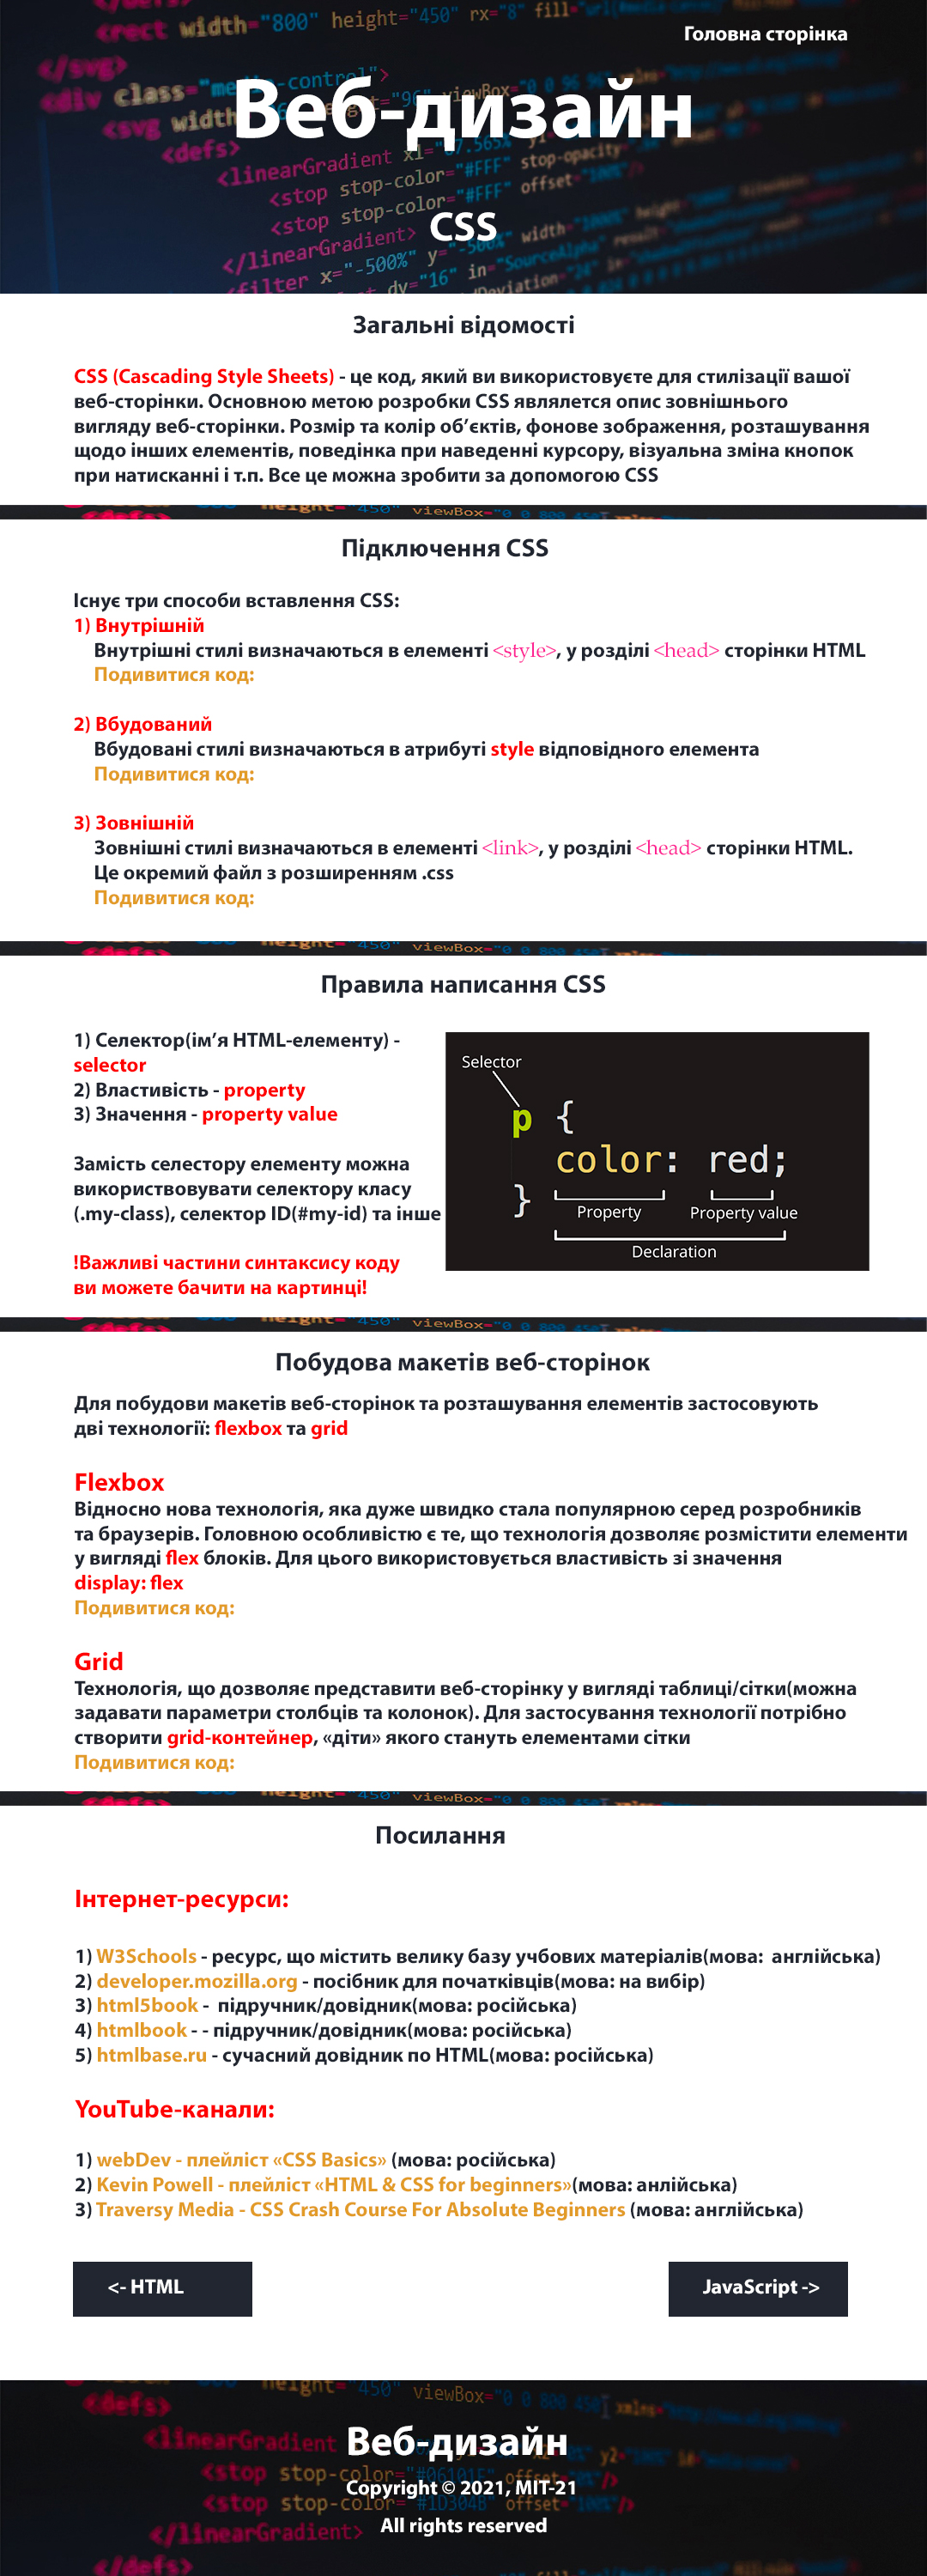 Головна сторінка
Веб-дизайн
CSS
Загальні відомості
CSS (Cascading Style Sheets) - це код, який ви використовуєте для стилізації вашої
веб-сторінки. Основною метою розробки CSS являлется опис зовнішнього
вигляду веб-сторінки. Розмір та колір об’єктів, фонове зображення, розташування
щодо інших елементів, поведінка при наведенні курсору, візуальна зміна кнопок
при натисканні і т.п. Все це можна зробити за допомогою CSS
Підключення CSS
Існує три способи вставлення CSS:
1) Внутрішній
Внутрішні стилі визначаються в елементі <style>, у розділі <head> сторінки HTML
Подивитися код:
2) Вбудований
Вбудовані стилі визначаються в атрибуті style відповідного елемента
Подивитися код:
3) Зовнішній
Зовнішні стилі визначаються в елементі <link>, у розділі <head> сторінки HTML.
Це окремий файл з розширенням .css
Подивитися код:
Правила написання CSS
1) Селектор(ім’я HTML-елементу) -
selector
2) Властивість - property
3) Значення - property value
Замість селестору елементу можна
використвовувати селектору класу
(.my-class), селектор ID(#my-id) та інше
!Важливі частини синтаксису коду
ви можете бачити на картинці!
Selector
p {
color: red;
}
Property Property value
Declaration
Побудова макетів веб-сторінок
Для побудови макетів веб-сторінок та розташування елементів застосовують
дві технології: flexbox та grid
Flexbox
Відносно нова технологія, яка дуже швидко стала популярною серед розробників
та браузерів. Головною особливістю є те, що технологія дозволяє розмістити елементи
у вигляді flex блоків. Для цього використовується властивість зі значення
display: flex
Подивитися код:
Grid
Технологія, що дозволяє представити веб-сторінку у вигляді таблиці/сітки(можна
задавати параметри столбців та колонок). Для застосування технології потрібно
створити grid-контейнер, «діти» якого стануть елементами сітки
Подивитися код:
Посилання
Інтернет-ресурси:
1) W3Schools - ресурс, що містить велику базу учбових матеріалів(мова: англійська)
2) developer.mozilla.org - посібник для початківців(мова: на вибір)
3) html5book - підручник/довідник(мова: російська)
4) htmlbook - - підручник/довідник(мова: російська)
5) htmlbase.ru - сучасний довідник по HTML(мова: російська)
YouTube-канали:
1) webDev - плейліст «CSS Basics» (мова: російська)
2) Kevin Powell - плейліст «HTML & CSS for beginners»(мова: анлійська)
3) Traversy Media - CSS Crash Course For Absolute Beginners (мова: англійська)
<- HTML
JavaScript ->
Веб-дизайн
Copyright © 2021, MIT-21
All rights reserved